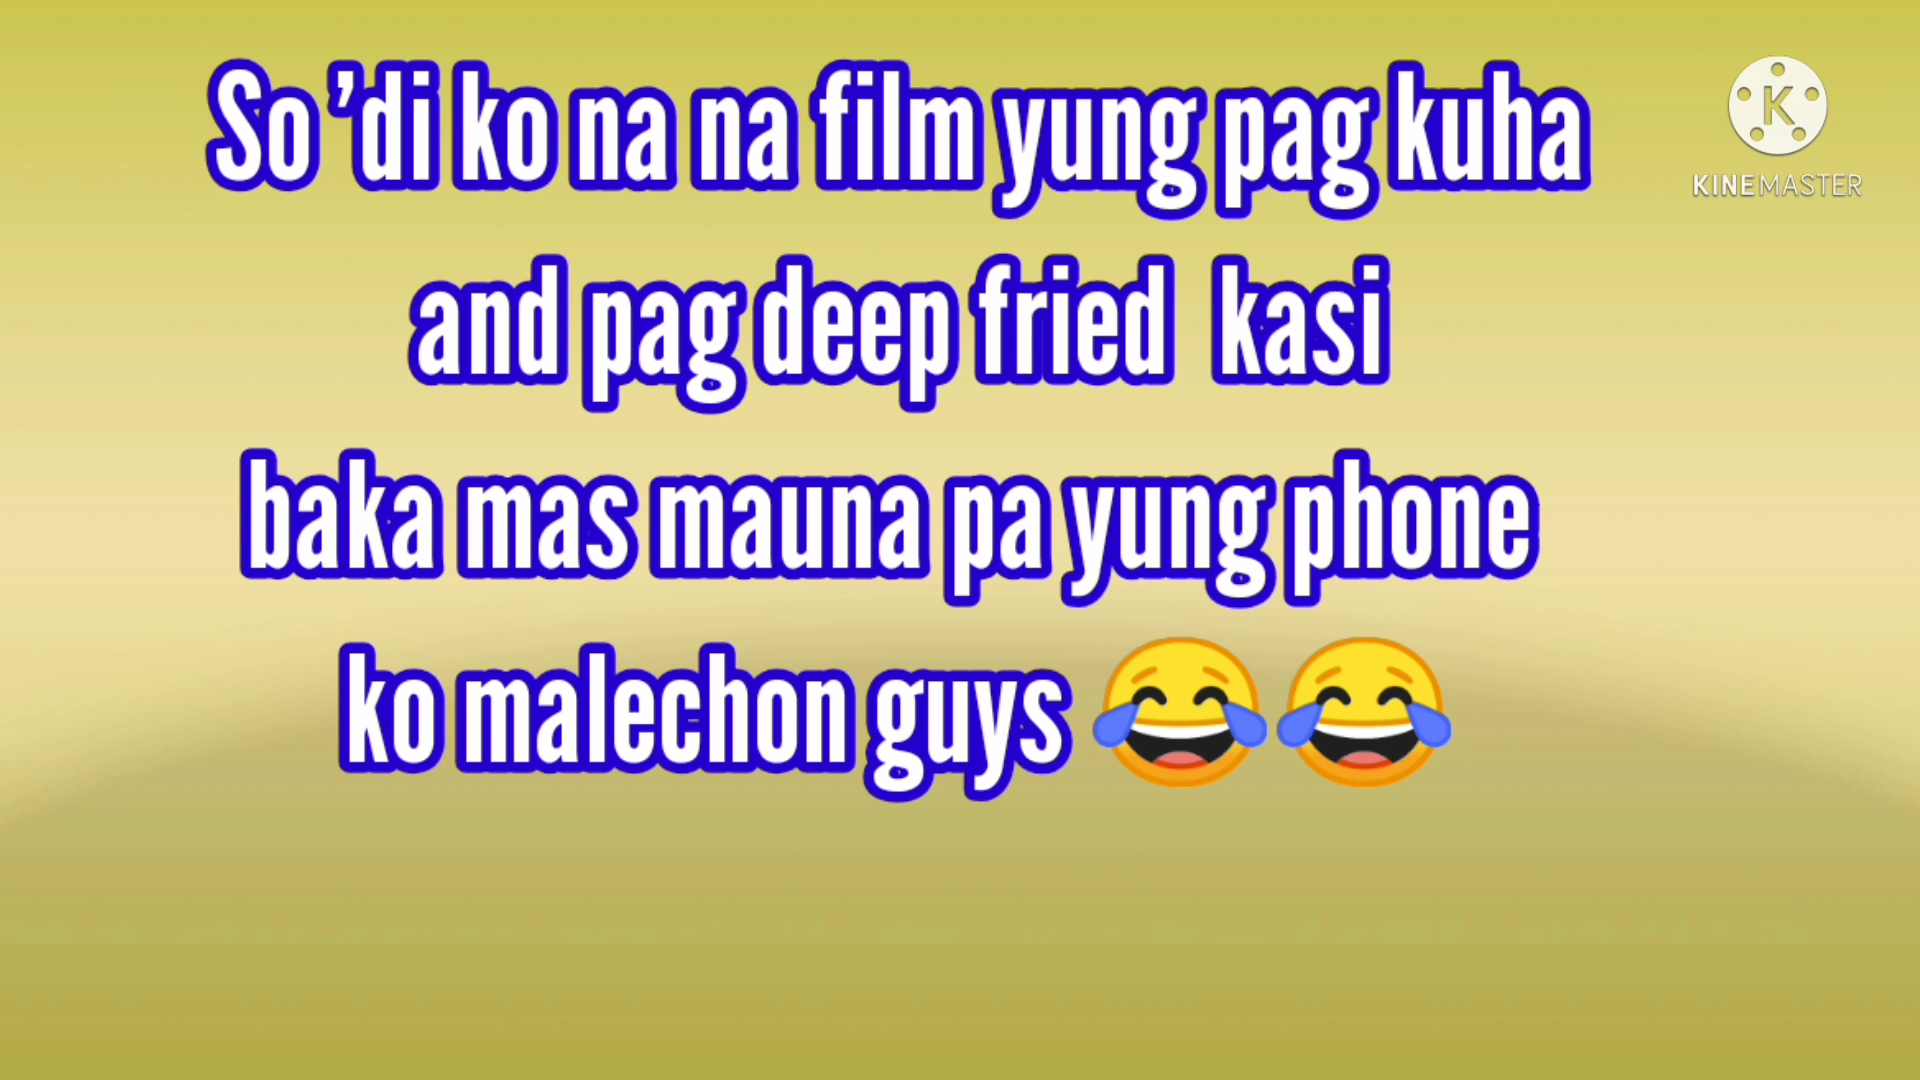 So 'di ko na na film yung pag kuha
and pag deep fried kasi
baka mas mauna pa yung phone
ko malechon guys 😂😂
K
KINEMASTER